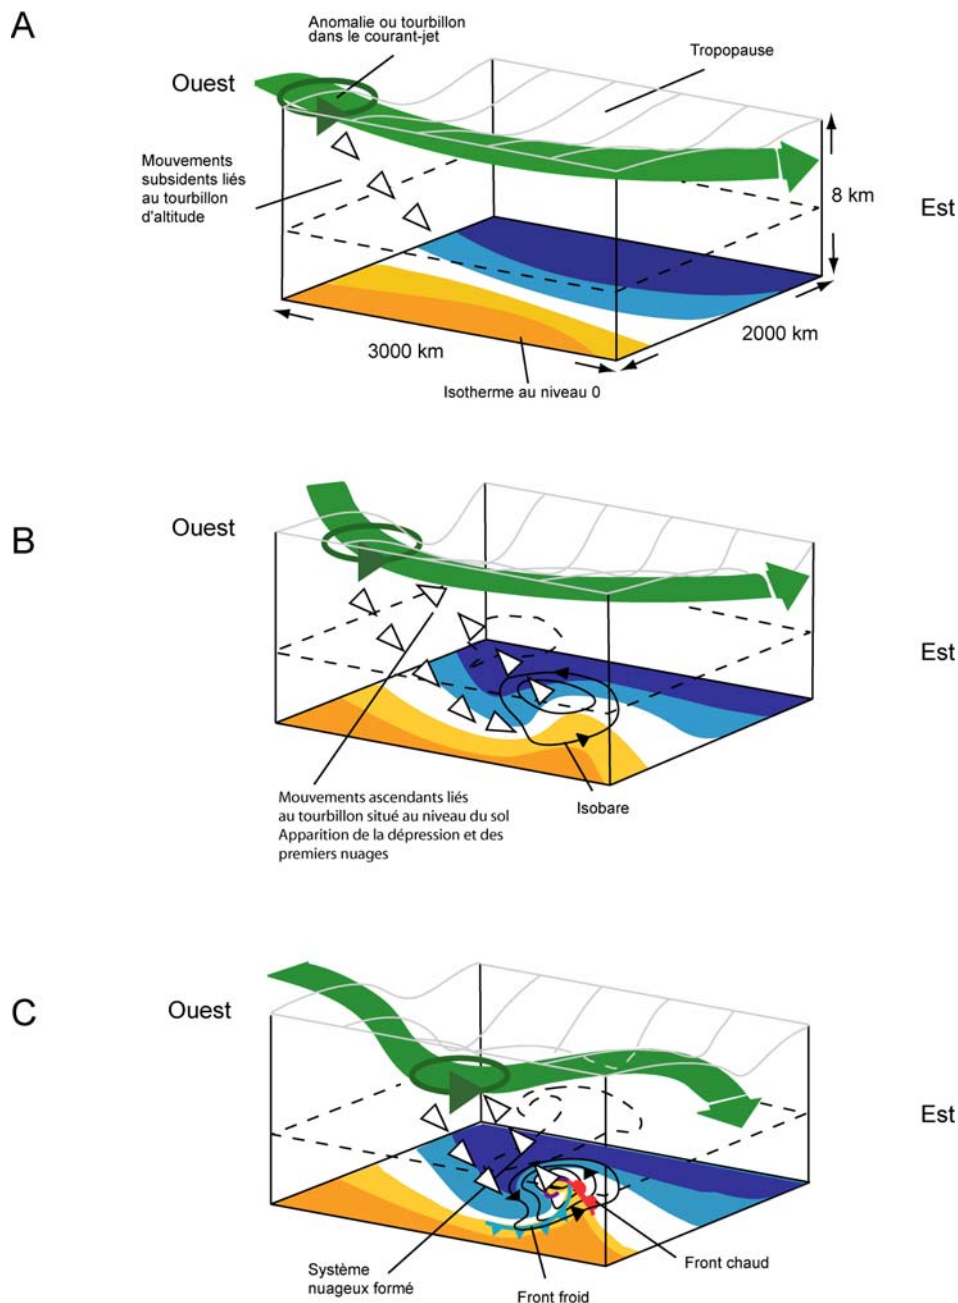 A
Anomalie ou tourbillon
dans le courant-jet
Tropopause
Ouest
Mouvements
subsidents liés
au tourbillon
d'altitude
8 km
Est
2000 km
3000 km
Isotherme au niveau 0
B
Ouest
Est
Isobare
Mouvements ascendants liés
au tourbillon situé au niveau du sol
Apparition de la dépression et des
premiers nuages
C
Ouest
Est
Système
nuageux formé
Front chaud
Front froid